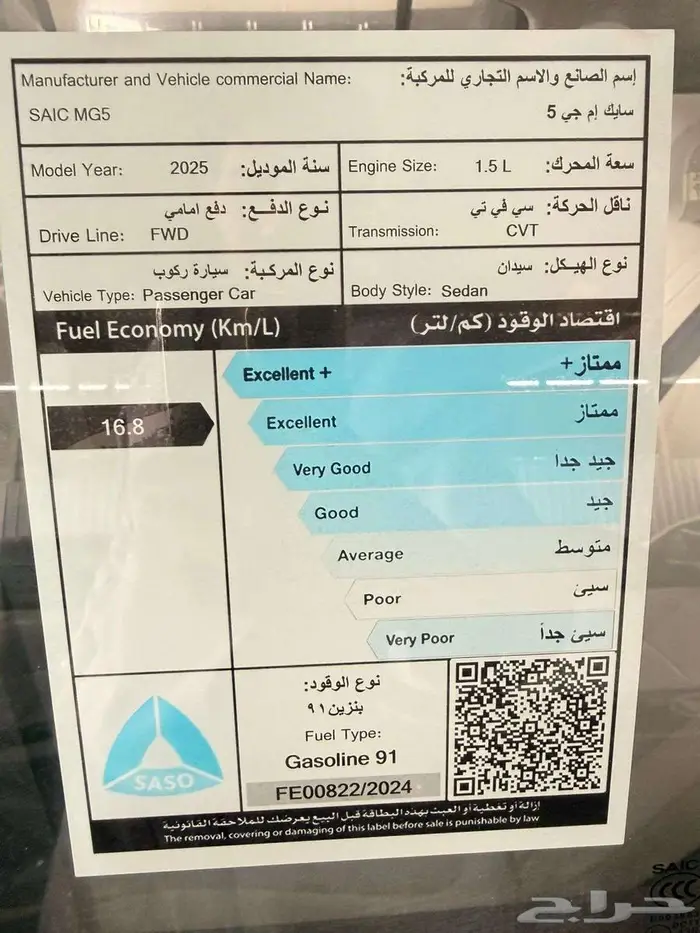 Manufacturer and Vehicle commercial Name: إسم الصانع والاسم التجاري للمركبة:
SAIC MG5 سايك إم جي 5
Model Year: 2025 سنة الموديل:
Engine Size: 1.5 L سعة المحرك:
نوع الدفع: دفع امامي
Drive Line: FWD
ناقل الحركة: سي في تي
Transmission: CVT
نوع المركبة: سيارة ركوب
Vehicle Type: Passenger Car
نوع الهيكل: سيدان
Body Style: Sedan
Fuel Economy (Km/L) اقتصاد الوقود (كم/لتر)
Excellent + ممتاز+
16.8
Excellent ممتاز
Very Good جيد جدا
Good جيد
Average متوسط
Poor سيئ
Very Poor سيئ جداً
SASO
نوع الوقود:
بنزين ٩١
Fuel Type:
Gasoline 91
FE00822/2024
إزالة أو تغطية أو العبث بهذه البطاقة قبل البيع يعرضك للملاحقة القانونية
The removal, covering or damaging of this label before sale is punishable by law
SAIC
حراج